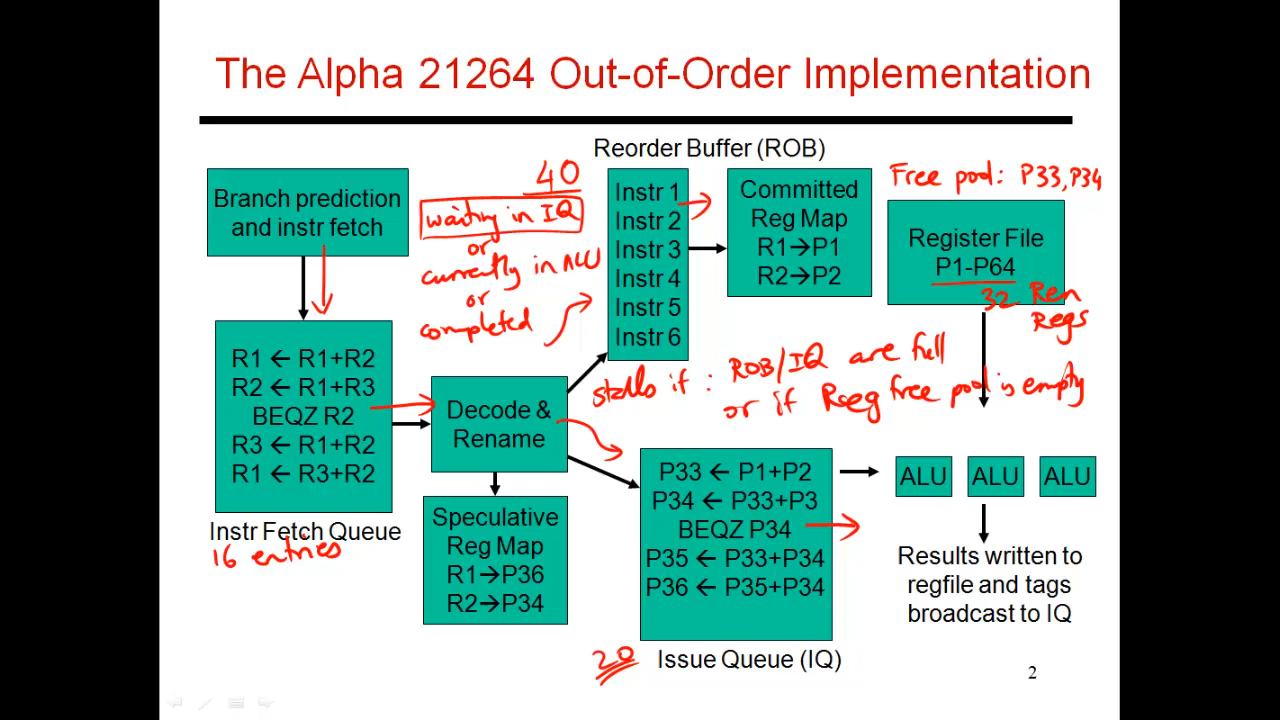 The Alpha 21264 Out-of-Order Implementation
Branch prediction
and instr fetch
R1 ← R1+R2
R2 ← R1+R3
BEQZ R2
R3 ← R1+R2
R1 ← R3+R2
Instr Fetch Queue
16 entries
40
waiting in IQ
or
currently in ALU
or
completed
Decode &
Rename
Speculative
Reg Map
R1→P36
R2→P34
Reorder Buffer (ROB)
Instr 1
Instr 2
Instr 3
Instr 4
Instr 5
Instr 6
Committed
Reg Map
R1→P1
R2→P2
Free pool: P33, P34
Register File
P1-P64
32 Ren
Regs
stalls if : ROB/IQ are full
or if Reg free pool is empty
P33 ← P1+P2
P34 ← P33+P3
BEQZ P34
P35 ← P33+P34
P36 ← P35+P34
20
Issue Queue (IQ)
ALU
ALU
ALU
Results written to
regfile and tags
broadcast to IQ
2